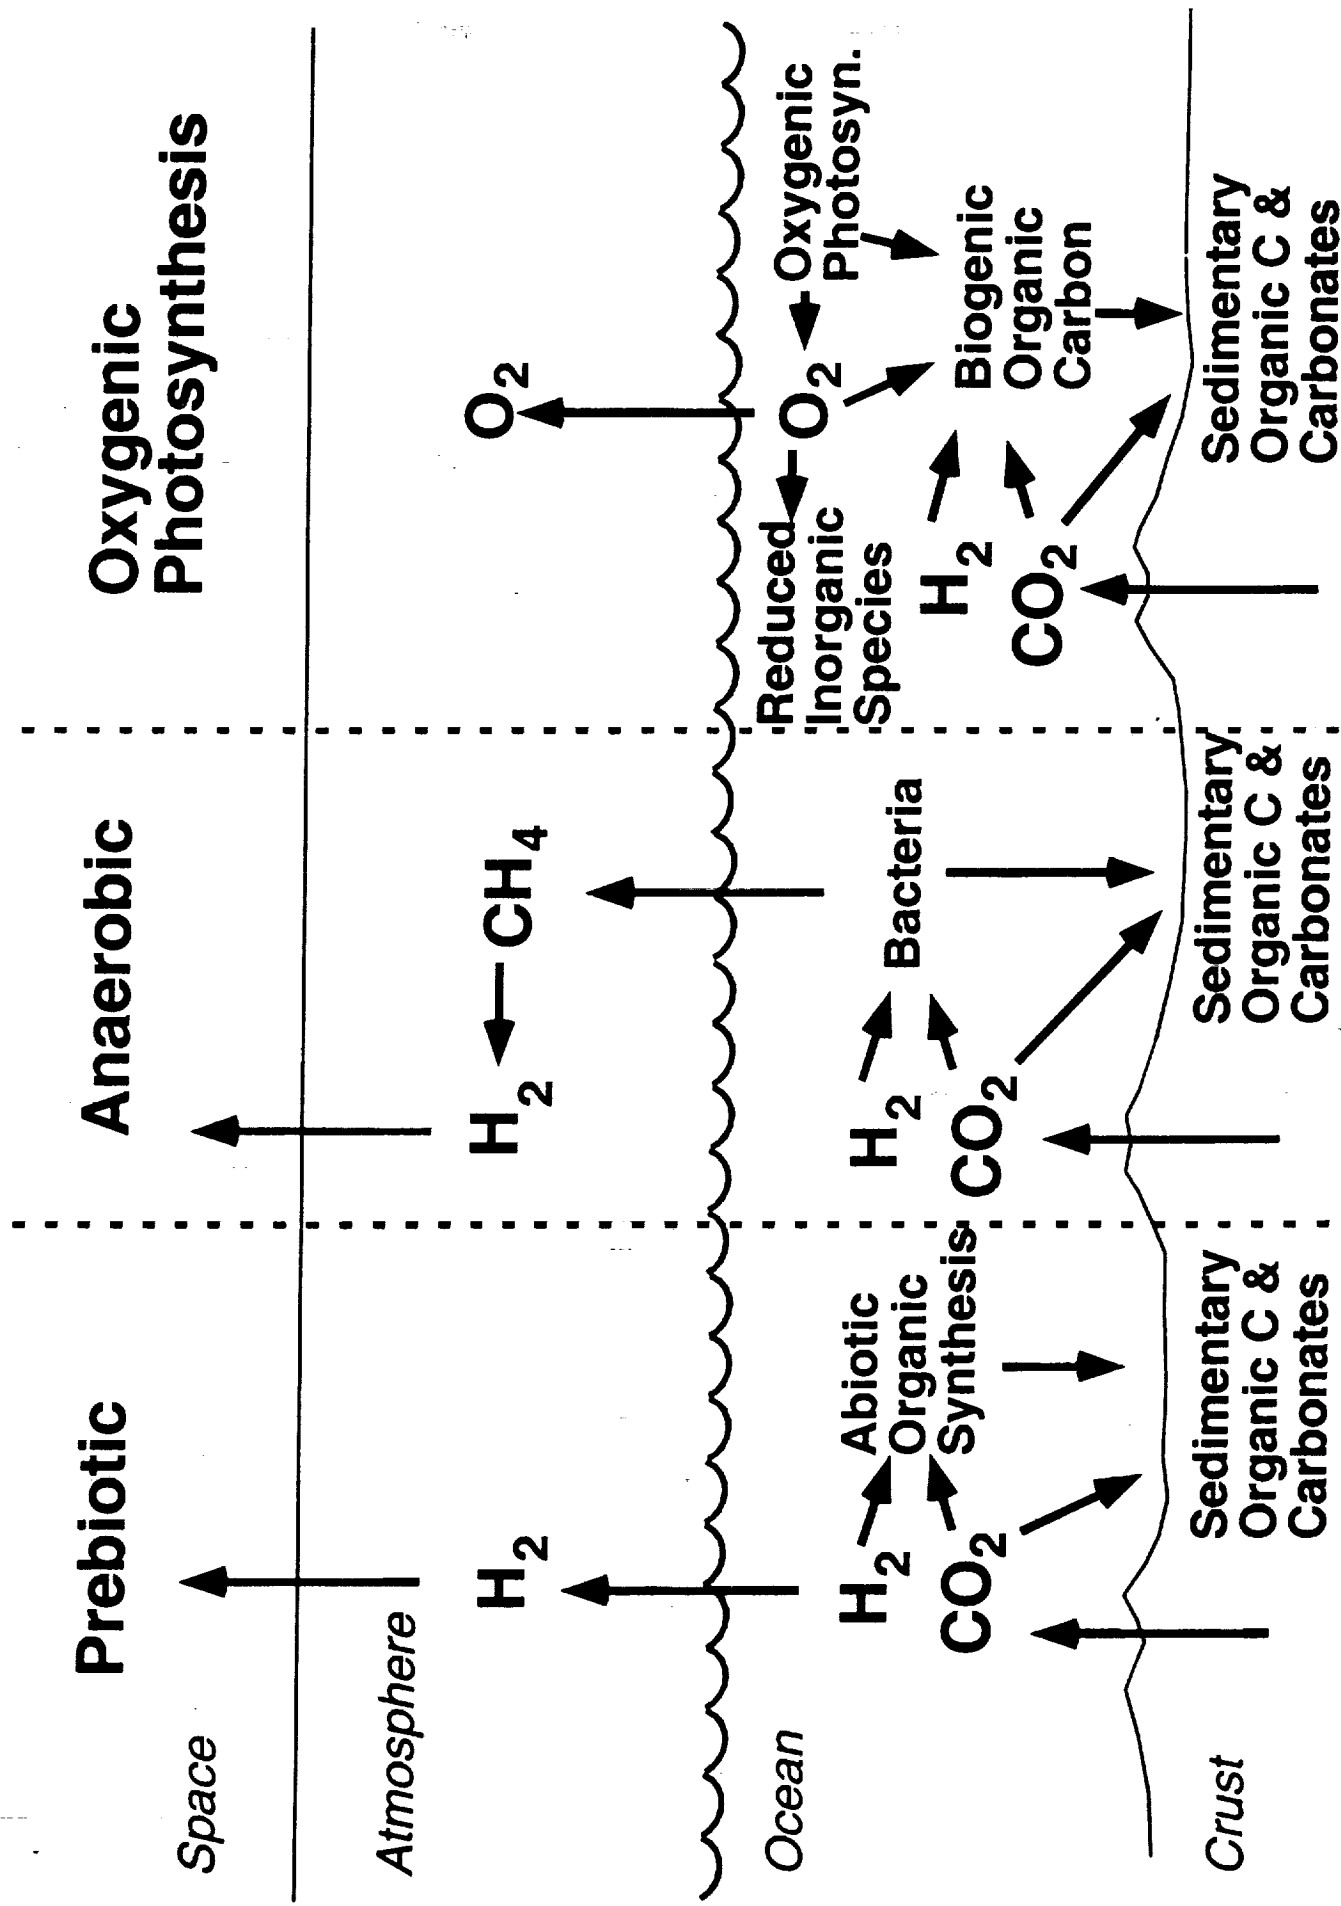 Prebiotic
Anaerobic
Oxygenic
Photosynthesis
Space
Atmosphere
H2
H2
CH4
O2
Ocean
H2
CO2
Abiotic
Organic
Synthesis
H2
CO2
Bacteria
Reduced
Inorganic
Species
O2
Oxygenic
Photosyn.
H2
CO2
Biogenic
Organic
Carbon
Crust
Sedimentary
Organic C &
Carbonates
Sedimentary
Organic C &
Carbonates
Sedimentary
Organic C &
Carbonates